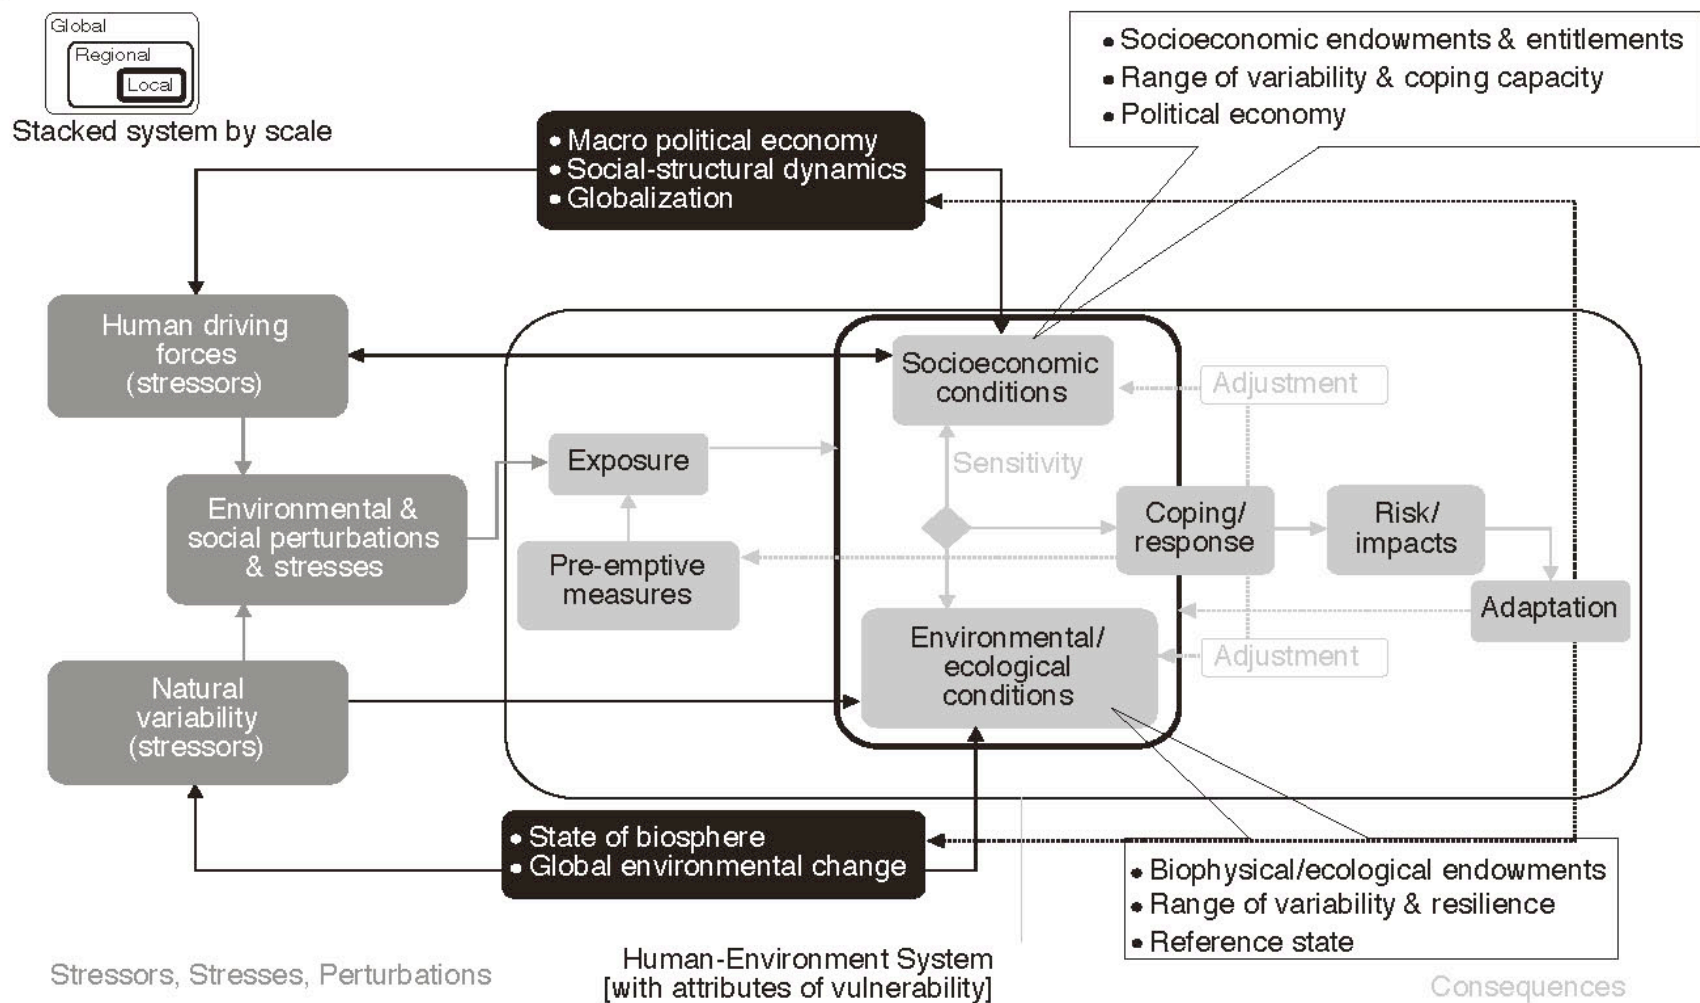 Global
Regional
Local
Stacked system by scale
• Socioeconomic endowments & entitlements
• Range of variability & coping capacity
• Political economy
• Macro political economy
• Social-structural dynamics
• Globalization
Human driving
forces
(stressors)
Socioeconomic
conditions
Adjustment
Exposure
Sensitivity
Environmental &
social perturbations
& stresses
Coping/
response
Risk/
impacts
Pre-emptive
measures
Adaptation
Environmental/
ecological
conditions
Adjustment
Natural
variability
(stressors)
• State of biosphere
• Global environmental change
• Biophysical/ecological endowments
• Range of variability & resilience
• Reference state
Stressors, Stresses, Perturbations
Human-Environment System
[with attributes of vulnerability]
Consequences